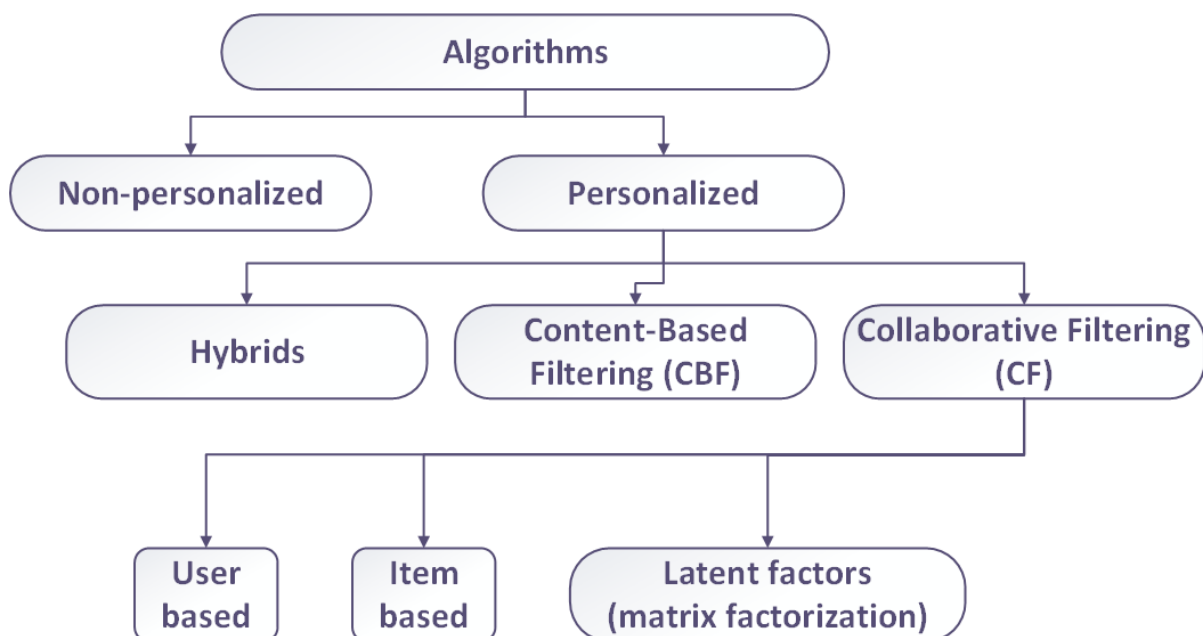 Algorithms
Non-personalized
Personalized
Hybrids
Content-Based
Filtering (CBF)
Collaborative Filtering
(CF)
User
based
Item
based
Latent factors
(matrix factorization)